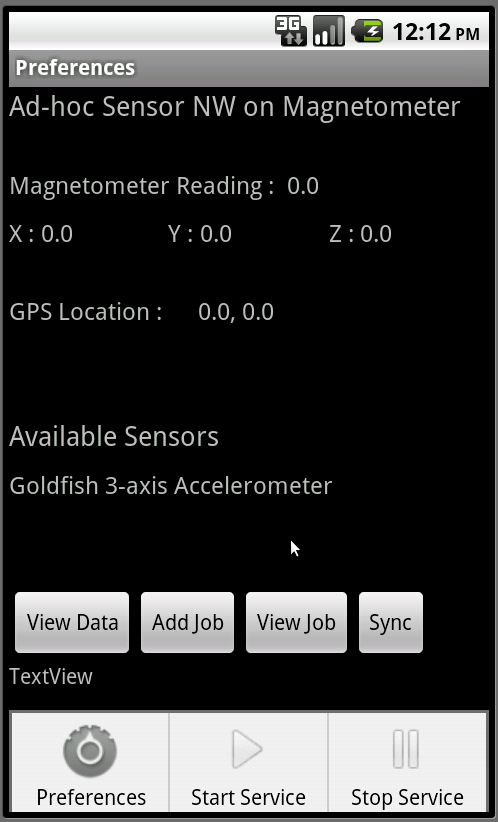 3G 12:12 PM
Preferences
Ad-hoc Sensor NW on Magnetometer
Magnetometer Reading : 0.0
X : 0.0 Y : 0.0 Z : 0.0
GPS Location : 0.0, 0.0
Available Sensors
Goldfish 3-axis Accelerometer
View Data Add Job View Job Sync
TextView
Preferences Start Service Stop Service